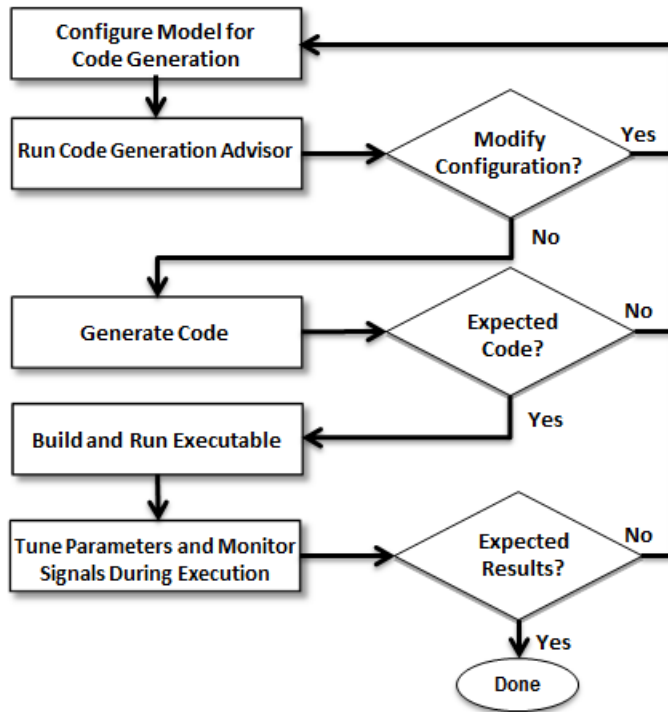 Configure Model for
Code Generation
Run Code Generation Advisor
Modify
Configuration?
Yes
No
Generate Code
Expected
Code?
No
Yes
Build and Run Executable
Tune Parameters and Monitor
Signals During Execution
Expected
Results?
No
Yes
Done